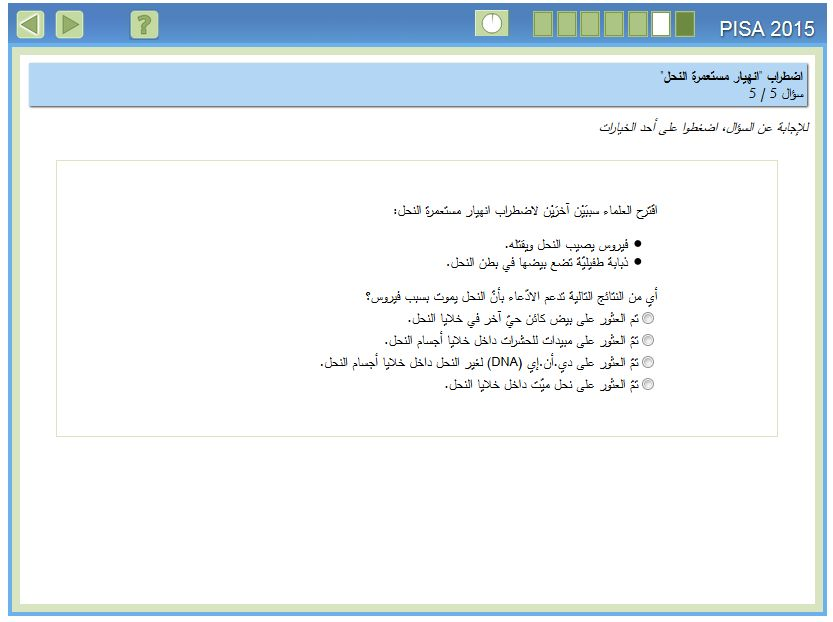 PISA 2015
?
اضطراب "انهيار مستعمرة النحل"
سؤال 5 / 5
للإجابة عن السؤال، اضغطوا على أحد الخيارات
اقترح العلماء سببَيْن آخرَيْن لاضطراب انهيار مستعمرة النحل:
● فيروس يصيب النحل ويقتله.
● ذبابة طفيليّة تضع بيضها في بطن النحل.
أي من النتائج التالية تدعم الادّعاء بأنّ النحل يموت بسبب فيروس؟
تم العثور على بيض كائن حيّ آخر في خلايا النحل.
تمّ العثور على مبيدات للحشرات داخل خلايا أجسام النحل.
تمّ العثور على دي.أن.إي (DNA) لغير النحل داخل خلايا أجسام النحل.
تمّ العثور على نحل ميّت داخل خلايا النحل.